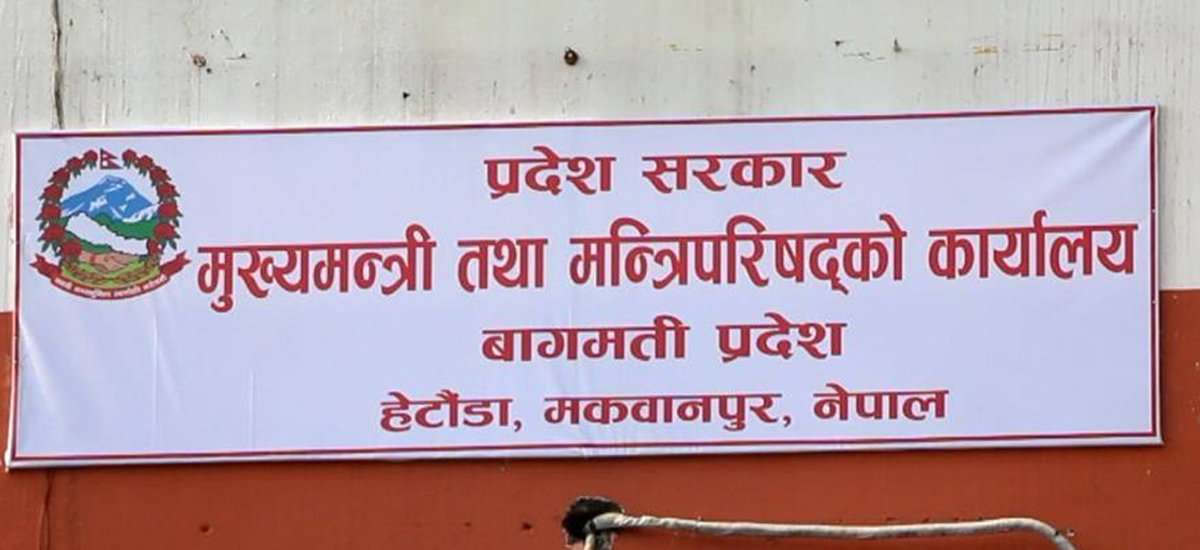 प्रदेश सरकार
मुख्यमन्त्री तथा मन्त्रिपरिषद्को कार्यालय
बागमती प्रदेश
हेटौंडा, मकवानपुर, नेपाल